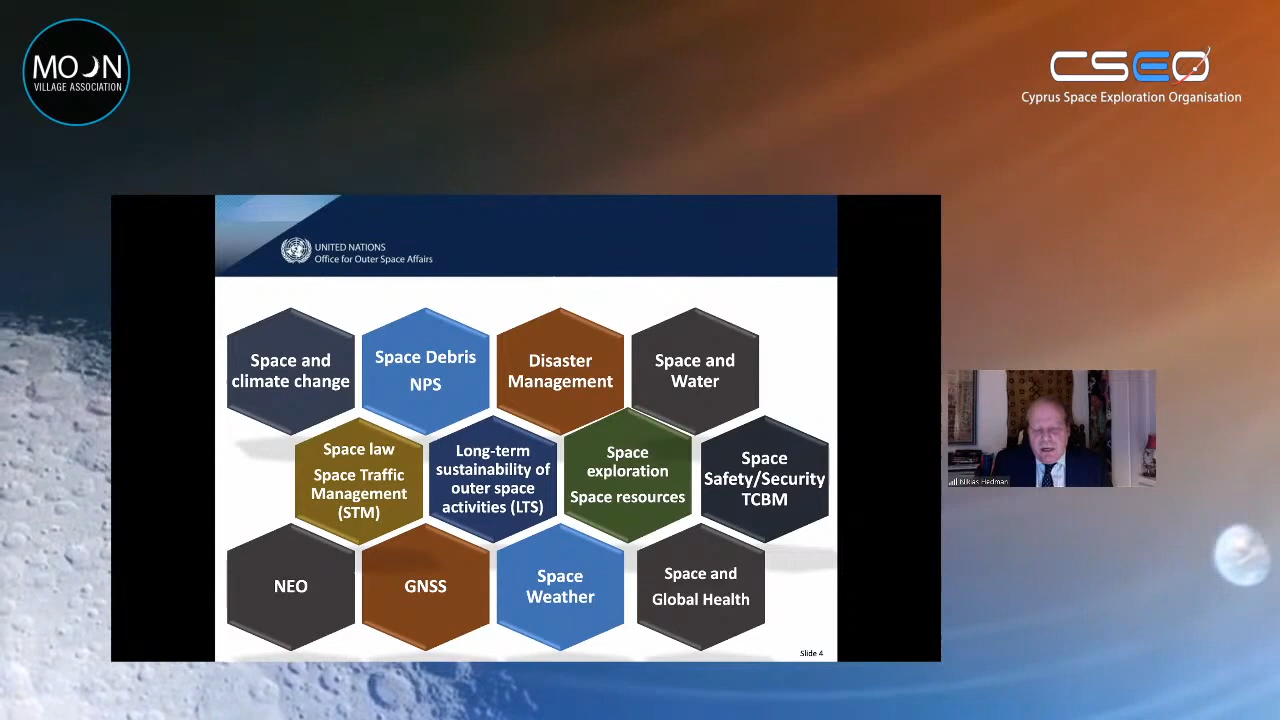 MOON
VILLAGE ASSOCIATION
CSEO
Cyprus Space Exploration Organisation
UNITED NATIONS
Office for Outer Space Affairs
Space and
climate change
Space Debris
NPS
Disaster
Management
Space and
Water
Space law
Space Traffic
Management
(STM)
Long-term
sustainability of
outer space
activities (LTS)
Space
exploration
Space resources
Space
Safety/Security
TCBM
NEO
GNSS
Space
Weather
Space and
Global Health
Slide 4
Niklas Hedman